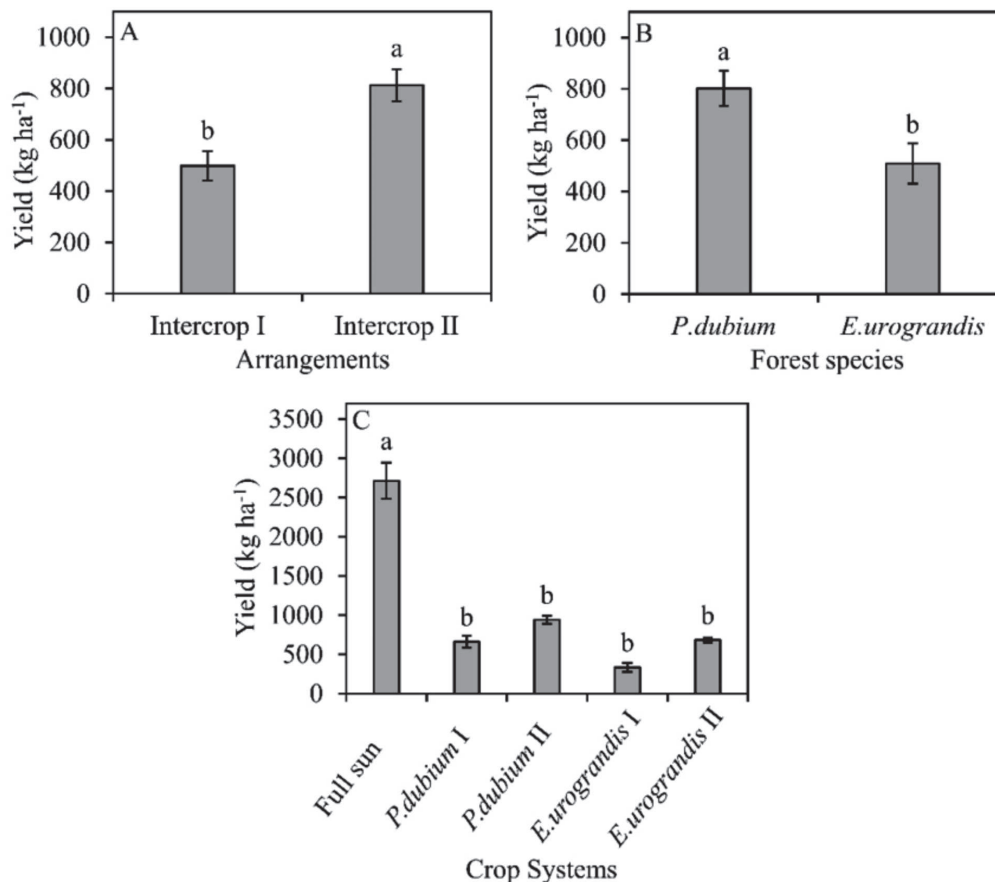 A
Yield (kg ha⁻¹)
1000
800
600
400
200
0
b
a
Intercrop I
Intercrop II
Arrangements
B
Yield (kg ha⁻¹)
1000
800
600
400
200
0
a
b
P.dubium
E.urograndis
Forest species
C
Yield (kg ha⁻¹)
3500
3000
2500
2000
1500
1000
500
0
a
b
b
b
b
Full sun
P.dubium I
P.dubium II
E.urograndis I
E.urograndis II
Crop Systems